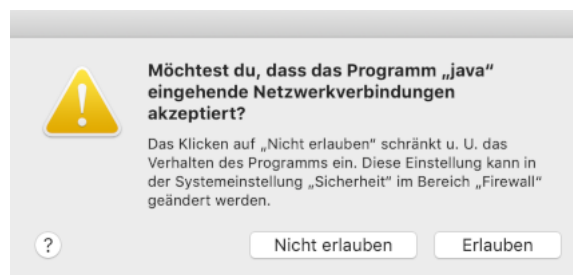 Möchtest du, dass das Programm „java“
eingehende Netzwerkverbindungen
akzeptiert?
Das Klicken auf „Nicht erlauben“ schränkt u. U. das
Verhalten des Programms ein. Diese Einstellung kann in
der Systemeinstellung „Sicherheit“ im Bereich „Firewall“
geändert werden.
? Nicht erlauben Erlauben